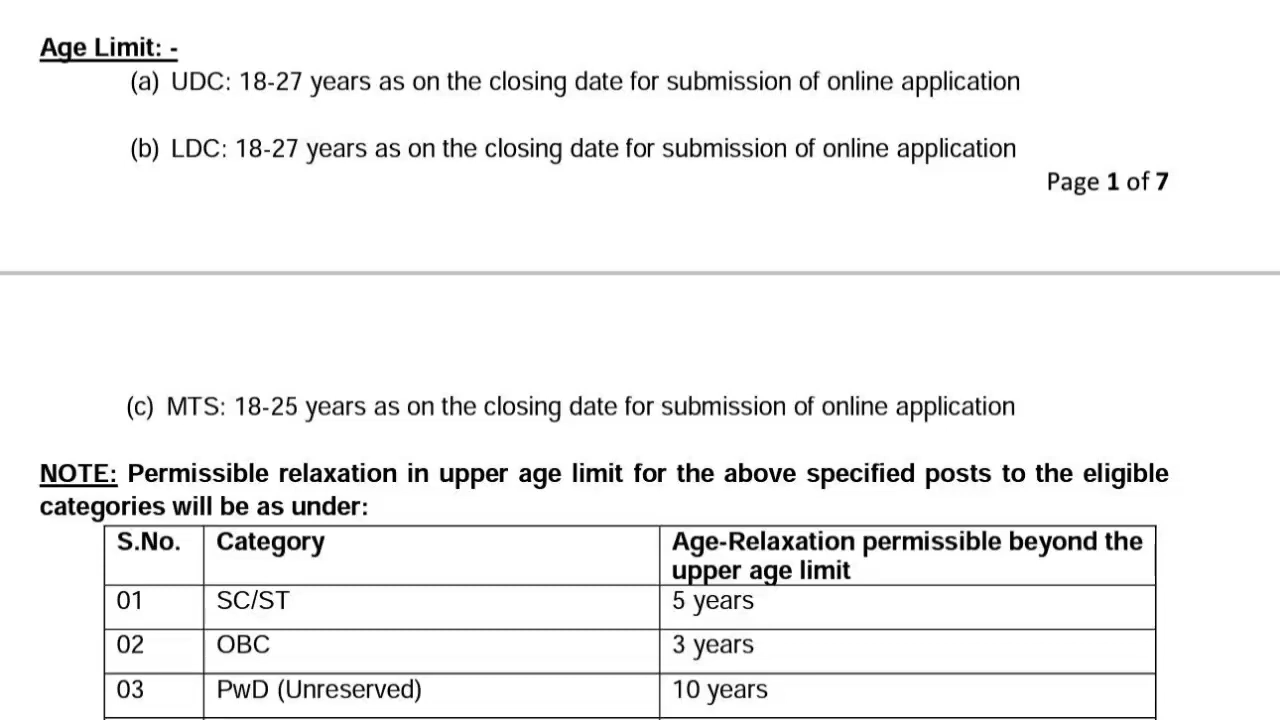 Age Limit: -
(a) UDC: 18-27 years as on the closing date for submission of online application
(b) LDC: 18-27 years as on the closing date for submission of online application
Page 1 of 7
(c) MTS: 18-25 years as on the closing date for submission of online application
NOTE: Permissible relaxation in upper age limit for the above specified posts to the eligible
categories will be as under:
S.No. Category Age-Relaxation permissible beyond the
upper age limit
01 SC/ST 5 years
02 OBC 3 years
03 PwD (Unreserved) 10 years